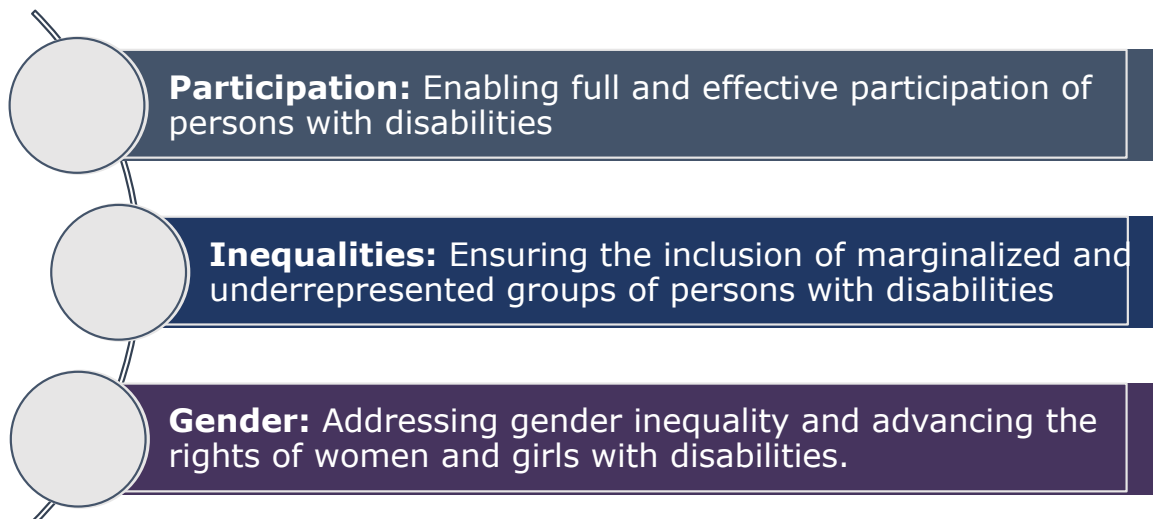 Participation: Enabling full and effective participation of
persons with disabilities
Inequalities: Ensuring the inclusion of marginalized and
underrepresented groups of persons with disabilities
Gender: Addressing gender inequality and advancing the
rights of women and girls with disabilities.